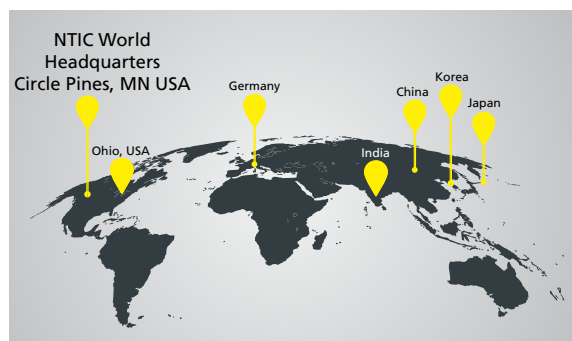 NTIC World
Headquarters
Circle Pines, MN USA
Germany
China
Korea
Japan
Ohio, USA
India